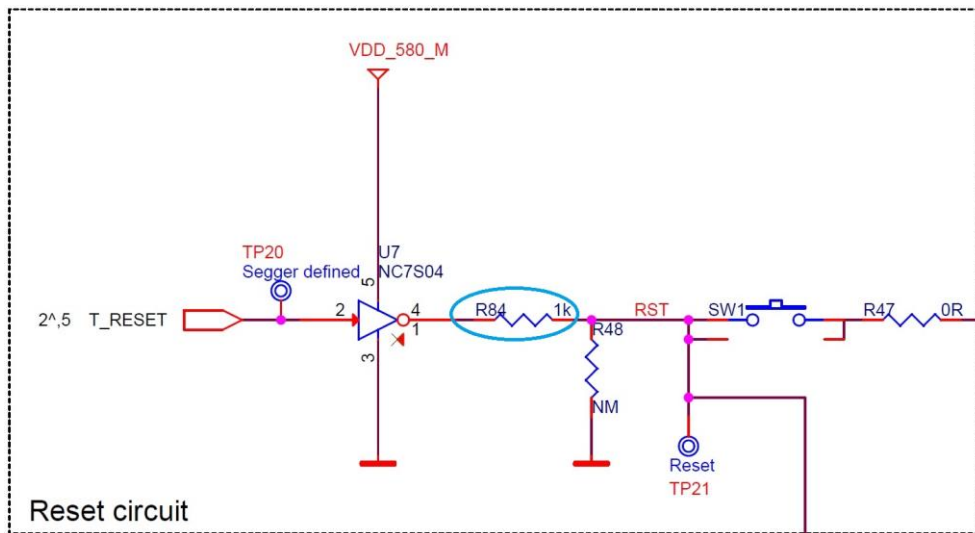 VDD_580_M
TP20
Segger defined
U7
NC7S04
5
2^,5 T_RESET
2
4
1
3
R84 1k
R48
NM
RST
SW1
R47 0R
Reset
TP21
Reset circuit